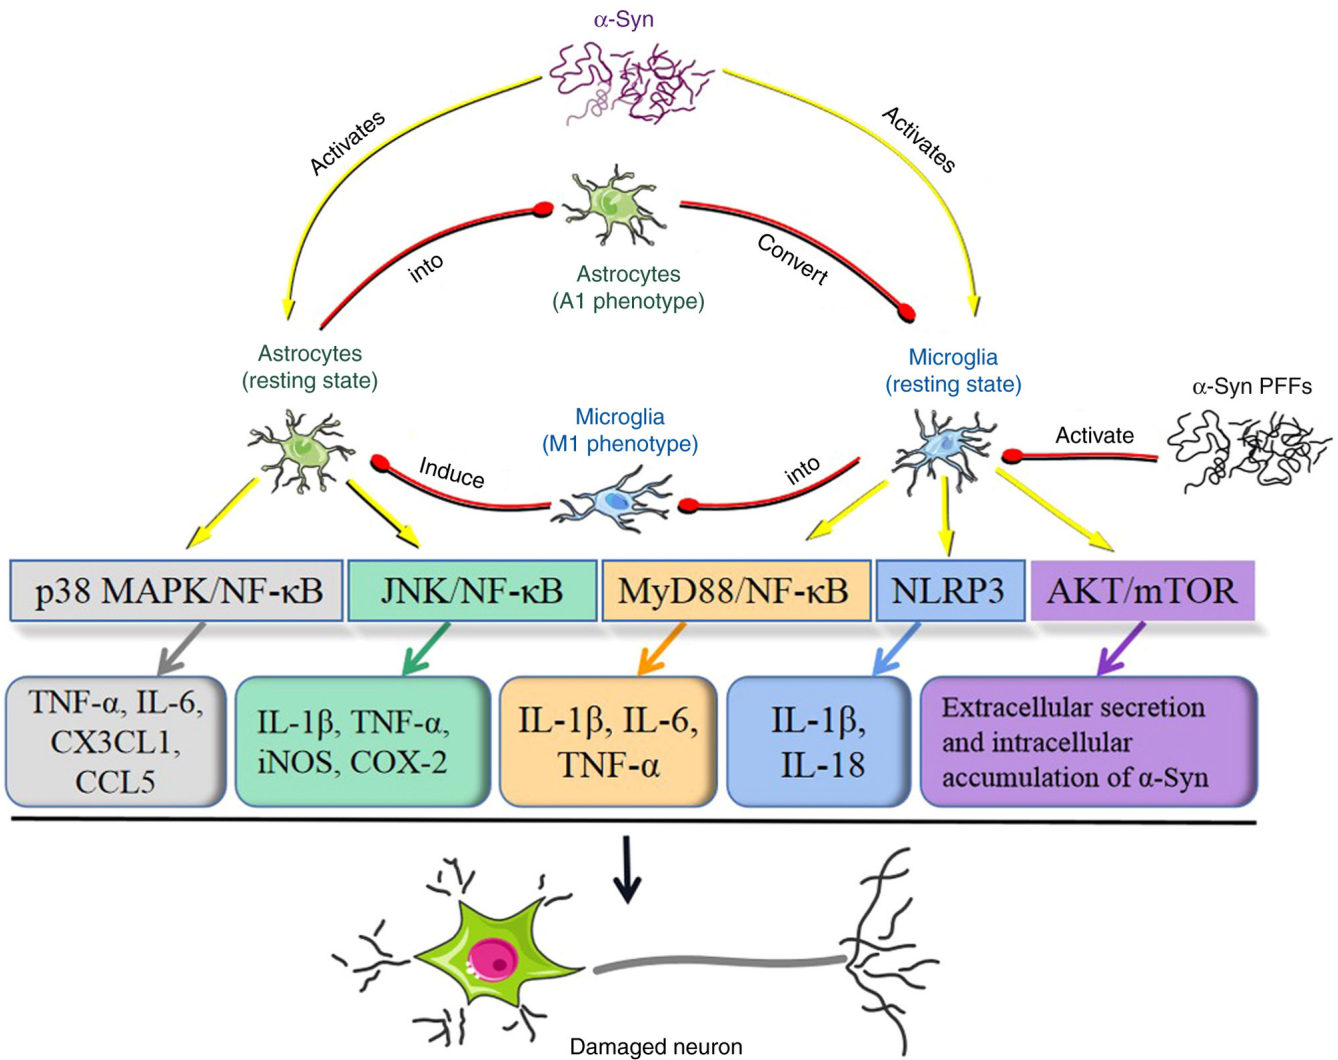 α-Syn
Activates
Activates
into
Astrocytes
(A1 phenotype)
Convert
Astrocytes
(resting state)
Microglia
(resting state)
α-Syn PFFs
Microglia
(M1 phenotype)
Induce
into
Activate
p38 MAPK/NF-κB
JNK/NF-κB
MyD88/NF-κB
NLRP3
AKT/mTOR
TNF-α, IL-6,
CX3CL1,
CCL5
IL-1β, TNF-α,
iNOS, COX-2
IL-1β, IL-6,
TNF-α
IL-1β,
IL-18
Extracellular secretion
and intracellular
accumulation of α-Syn
Damaged neuron